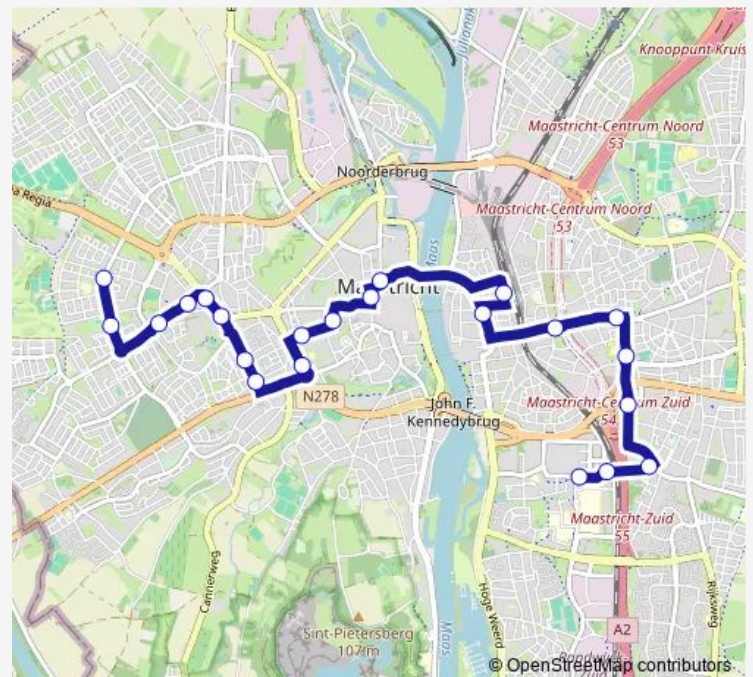 Knooppunt Kruis
Maastricht-Centrum Noord
53
Noorderbrug
a Regia
Maastricht-Centrum Noord
53
Maas
Maastricht
N278
John F.
Kennedybrug
Maastricht-Centrum Zuid
54
Maastricht-Zuid
55
Cannerweg
Hoge Weerd
Rijksweg
Sint-Pietersberg
107 m
Maas
A2
© OpenStreetMap contributors